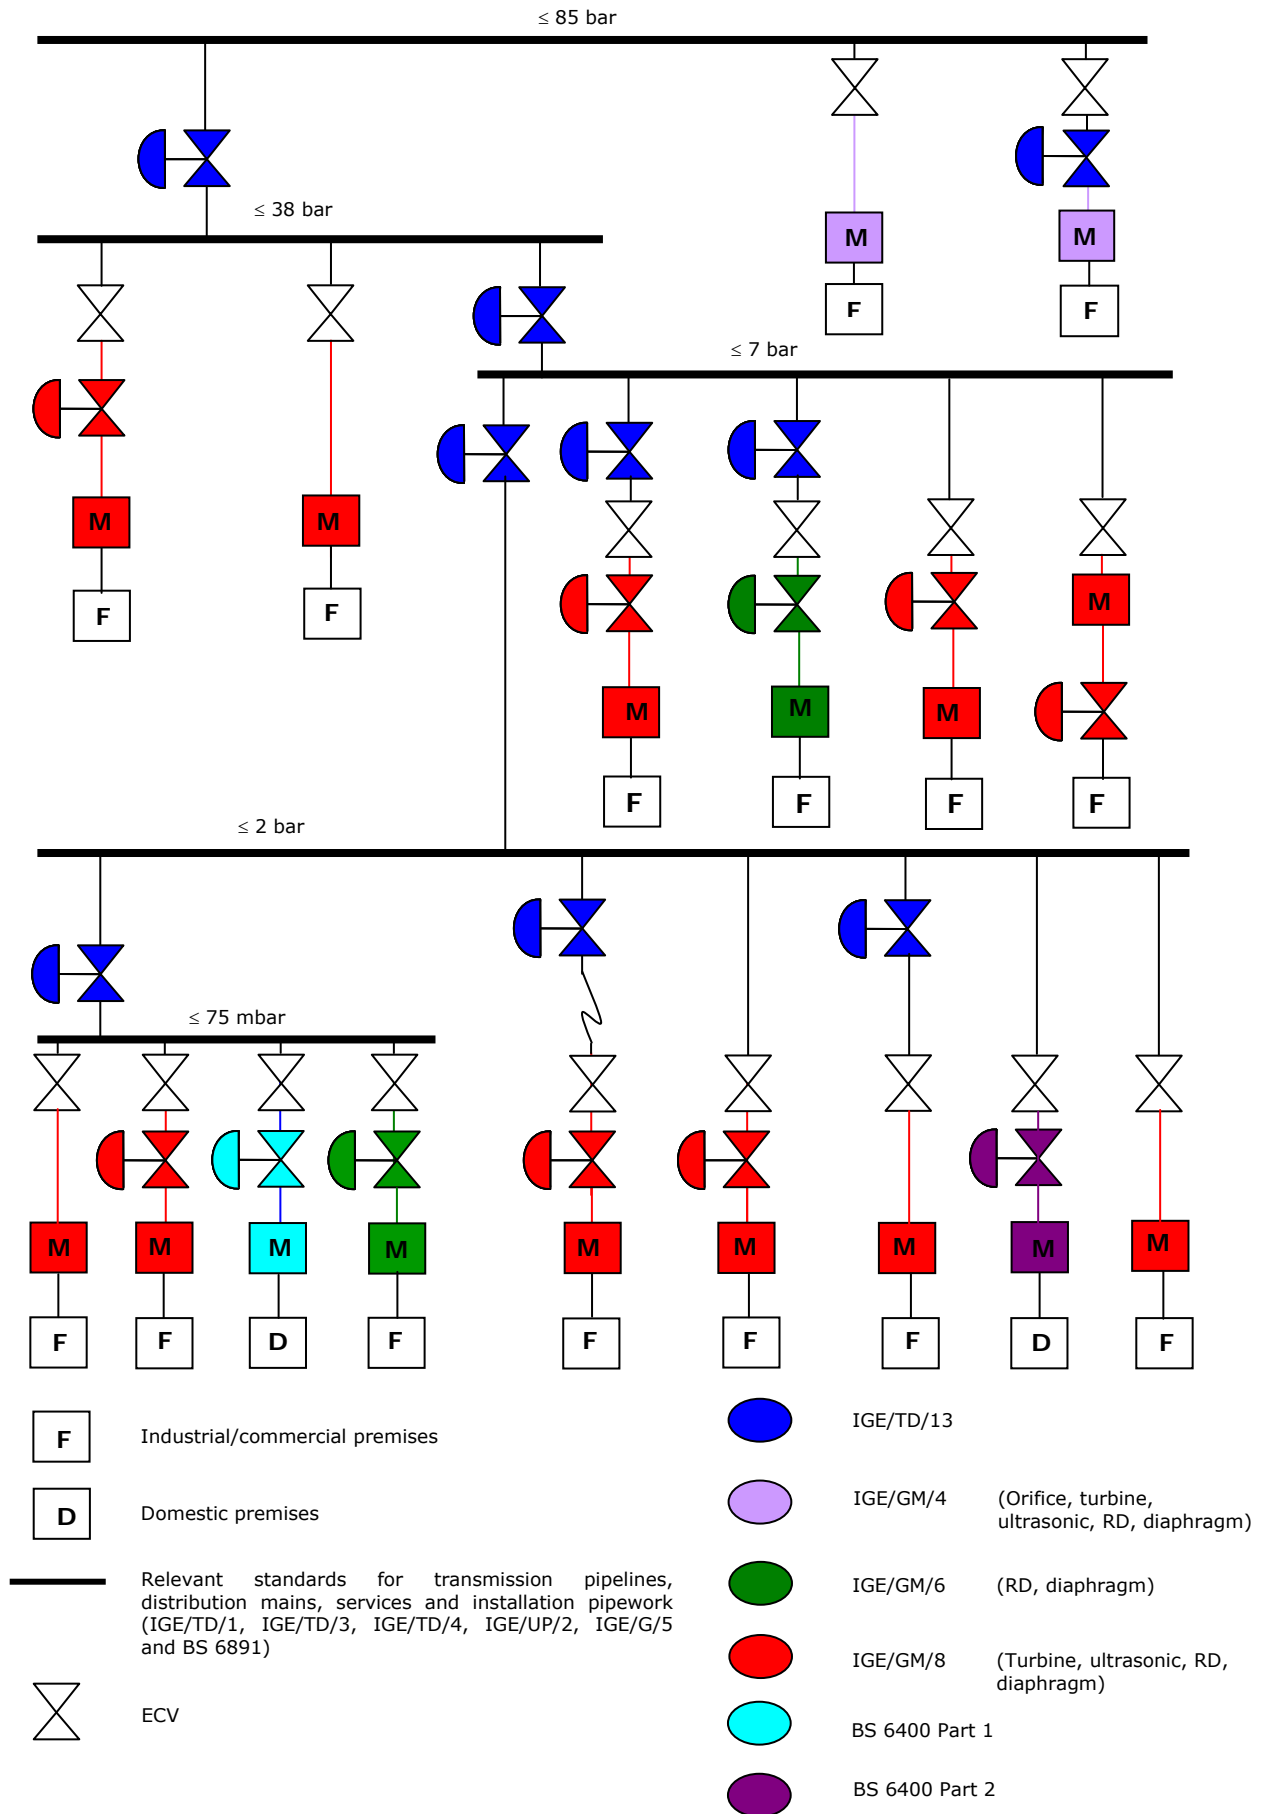 ≤ 85 bar
≤ 38 bar
M M
F F
≤ 7 bar
M M
F F
M
M M M
F F F F
≤ 2 bar
≤ 75 mbar
M M M M M M M M M
F F D F F F F D F
F Industrial/commercial premises
D Domestic premises
Relevant standards for transmission pipelines,
distribution mains, services and installation pipework
(IGE/TD/1, IGE/TD/3, IGE/TD/4, IGE/UP/2, IGE/G/5
and BS 6891)
ECV
IGE/TD/13
IGE/GM/4 (Orifice, turbine,
ultrasonic, RD, diaphragm)
IGE/GM/6 (RD, diaphragm)
IGE/GM/8 (Turbine, ultrasonic, RD,
diaphragm)
BS 6400 Part 1
BS 6400 Part 2